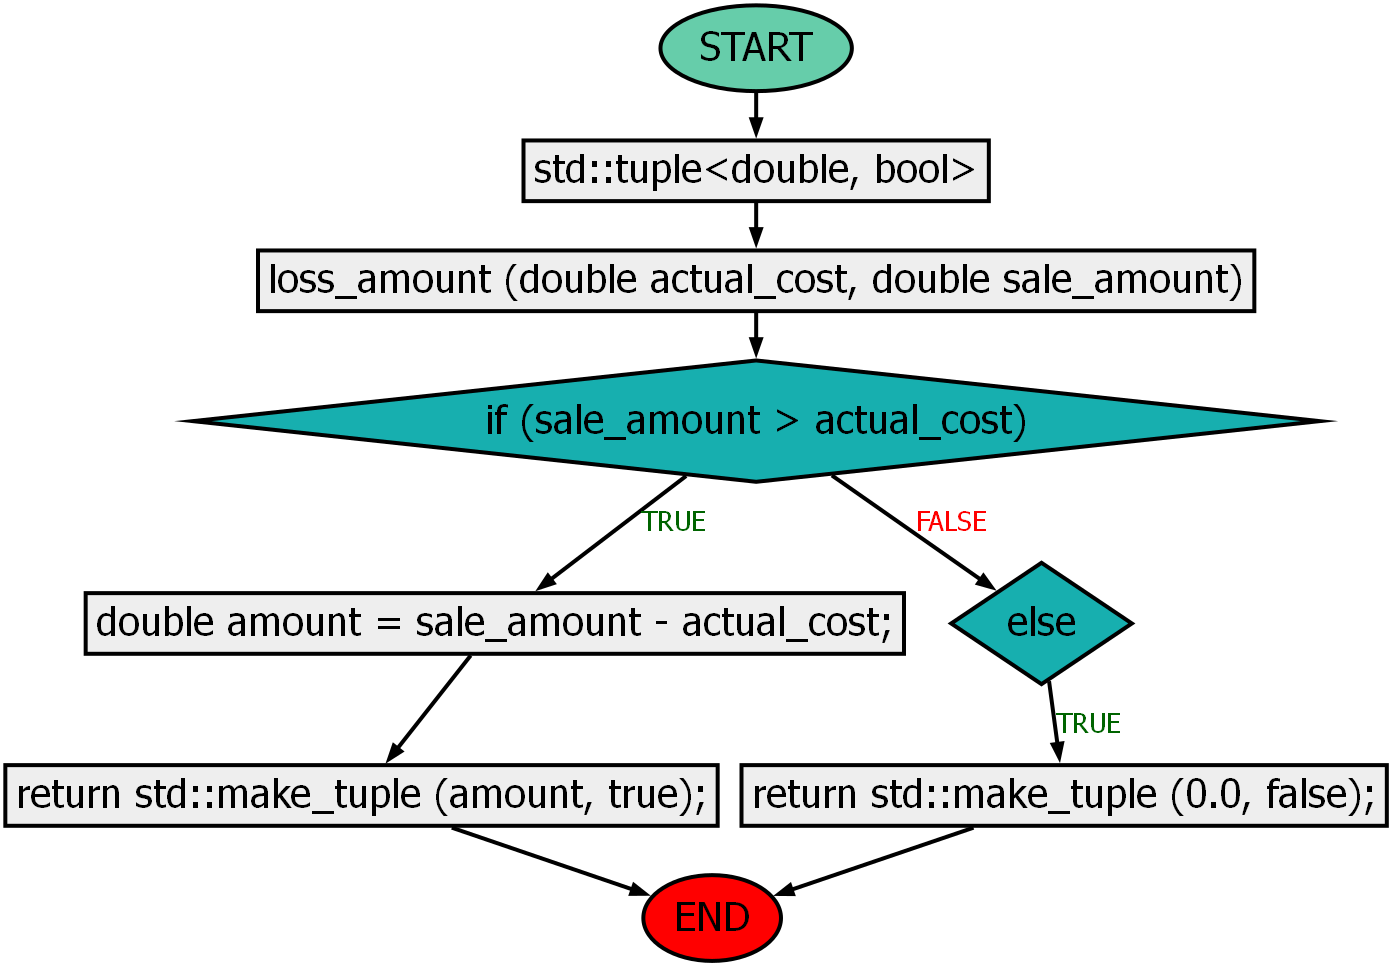 START
std::tuple<double, bool>
loss_amount (double actual_cost, double sale_amount)
if (sale_amount > actual_cost)
TRUE
FALSE
double amount = sale_amount - actual_cost;
else
TRUE
return std::make_tuple (amount, true);
return std::make_tuple (0.0, false);
END